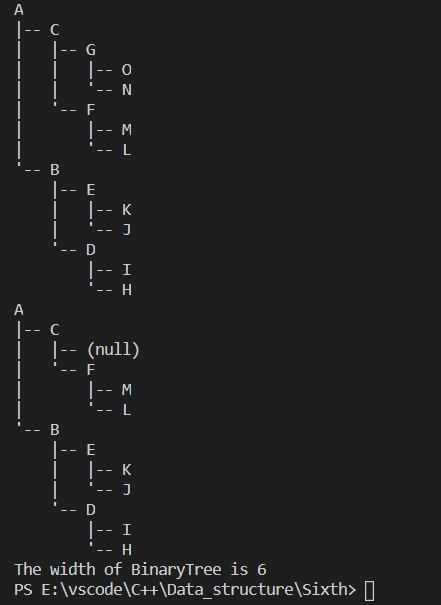 A
|-- C
|   |-- G
|   |   |-- O
|   |   '-- N
|   '-- F
|       |-- M
|       '-- L
'-- B
    |-- E
    |   |-- K
    |   '-- J
    '-- D
        |-- I
        '-- H
A
|-- C
|   |-- (null)
|   '-- F
|       |-- M
|       '-- L
'-- B
    |-- E
    |   |-- K
    |   '-- J
    '-- D
        |-- I
        '-- H
The width of BinaryTree is 6
PS E:\vscode\C++\Data_structure\Sixth>